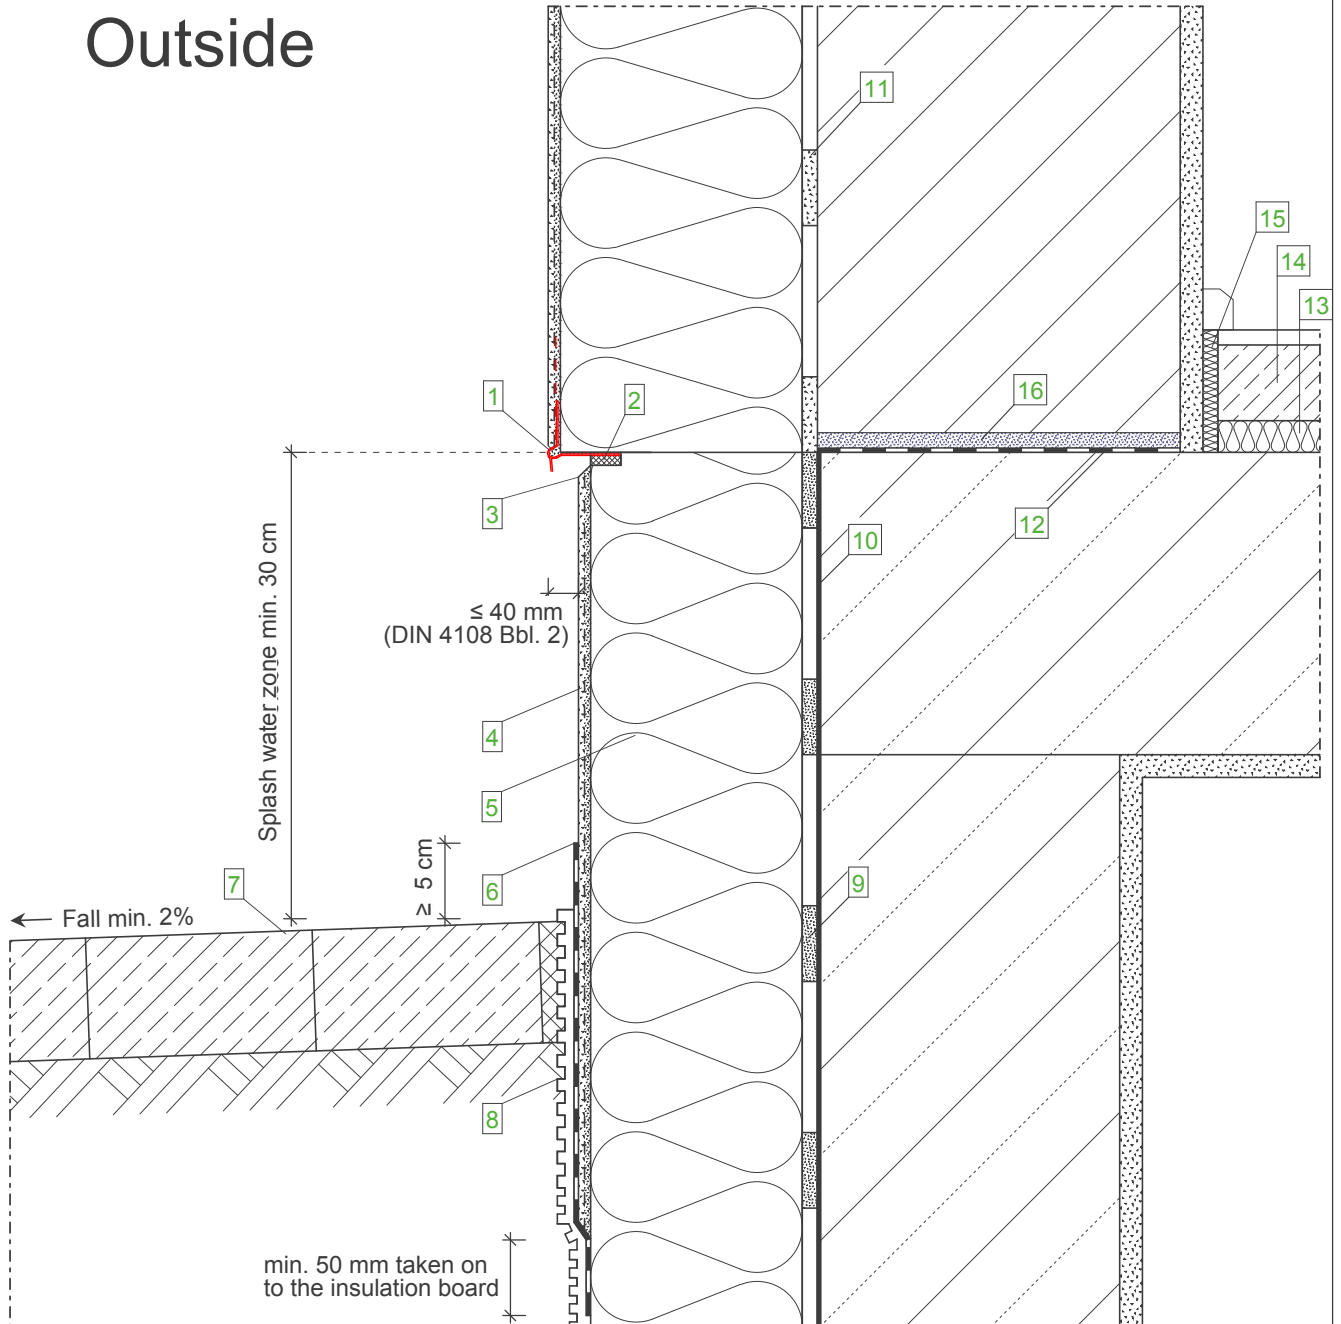 Outside
11
15
14
13
1
2
16
3
10
12
Splash water zone min. 30 cm
≤ 40 mm
(DIN 4108 Bbl. 2)
4
5
≥ 5 cm
6
7
9
Fall min. 2%
8
min. 50 mm taken on
to the insulation board